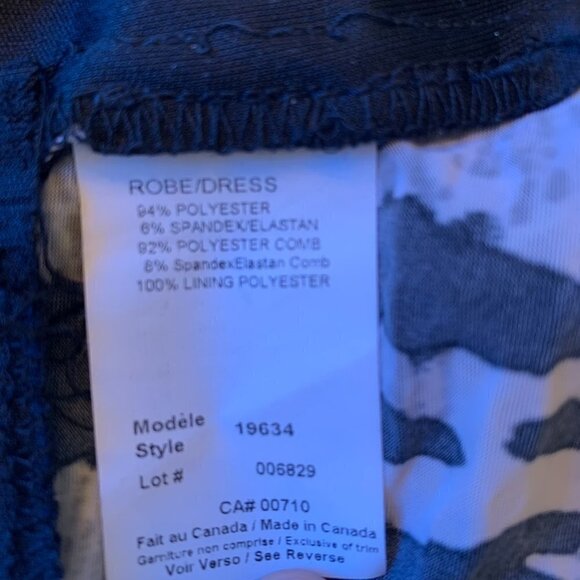 ROBE/DRESS
94% POLYESTER
6% SPANDEX/ELASTAN
92% POLYESTER COMB
8% SpandexElastan Comb
100% LINING POLYESTER
Modèle
Style 19634
Lot # 006829
CA# 00710
Fait au Canada / Made in Canada
Garniture non comprise / Exclusive of trim
Voir Verso / See Reverse